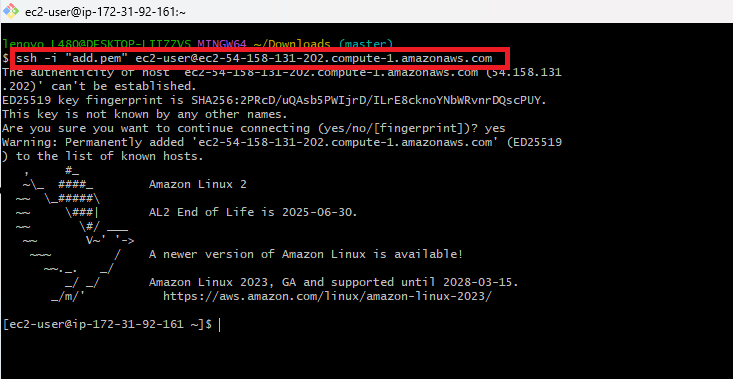 ec2-user@ip-172-31-92-161:~
lenovo L480@DESKTOP-LITZZVS MINGW64 ~/Downloads (master)
$ ssh -i "add.pem" ec2-user@ec2-54-158-131-202.compute-1.amazonaws.com
The authenticity of host 'ec2-54-158-131-202.compute-1.amazonaws.com (54.158.131
.202)' can't be established.
ED25519 key fingerprint is SHA256:2PRcD/uQAsb5PWIjrD/ILrE8cknoYNbWRvnrDQscPUY.
This key is not known by any other names.
Are you sure you want to continue connecting (yes/no/[fingerprint])? yes
Warning: Permanently added 'ec2-54-158-131-202.compute-1.amazonaws.com' (ED25519
) to the list of known hosts.
   ,     #_
   ~\_  ####_        Amazon Linux 2
  ~~  \_#####\
  ~~     \###|       AL2 End of Life is 2025-06-30.
  ~~       \#/ ___
   ~~       V~' '->
    ~~~         /    A newer version of Amazon Linux is available!
      ~~._.   _/
         _/ _/       Amazon Linux 2023, GA and supported until 2028-03-15.
       _/m/'           https://aws.amazon.com/linux/amazon-linux-2023/
[ec2-user@ip-172-31-92-161 ~]$